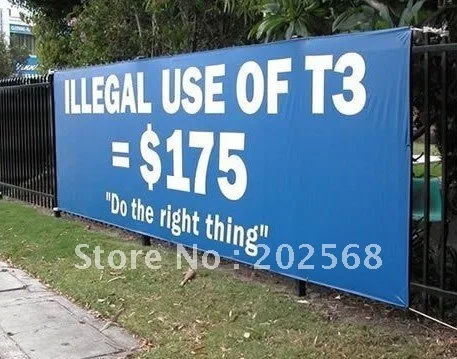 ILLEGAL USE OF T3
= $175
"Do the right thing"
Store No : 202568